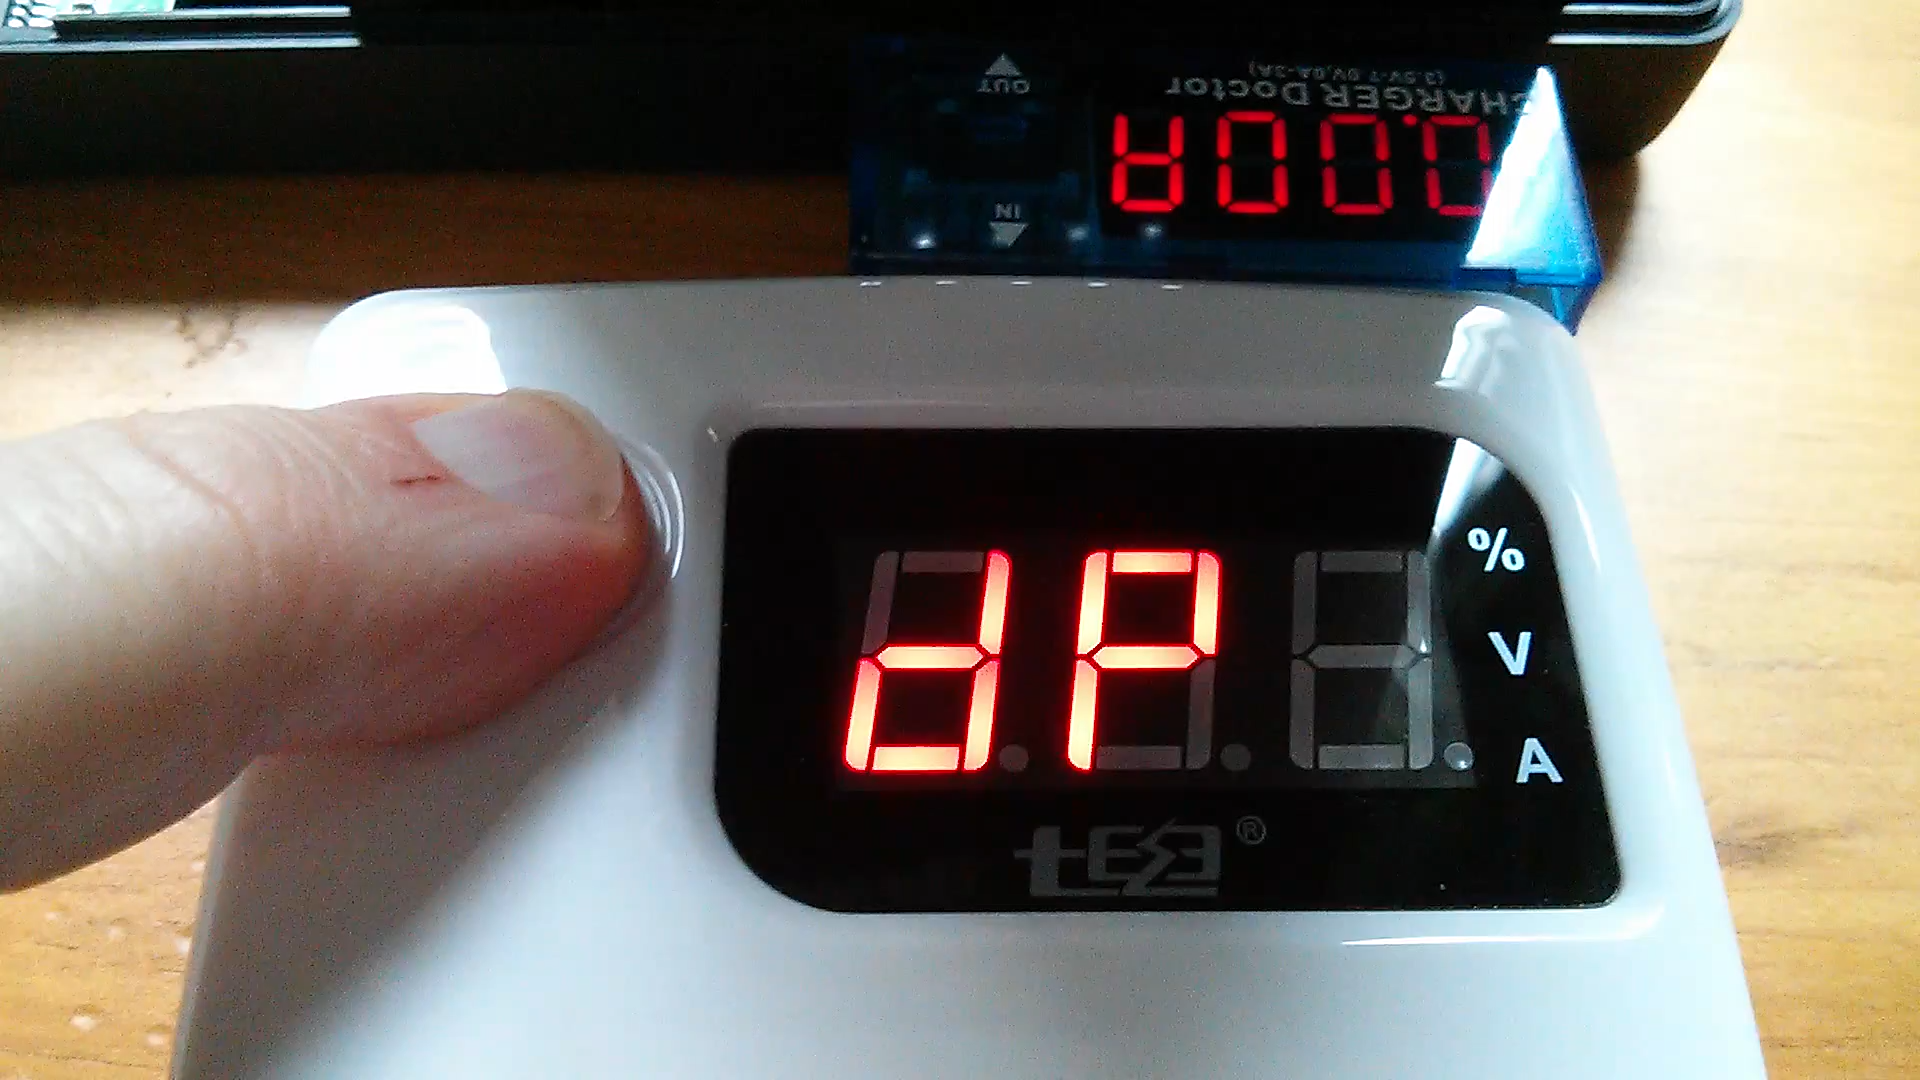 OUT
(3.5V-7.0V,0A-3A)
CHARGER Doctor
0.00A
IN
dP
%
V
A
®